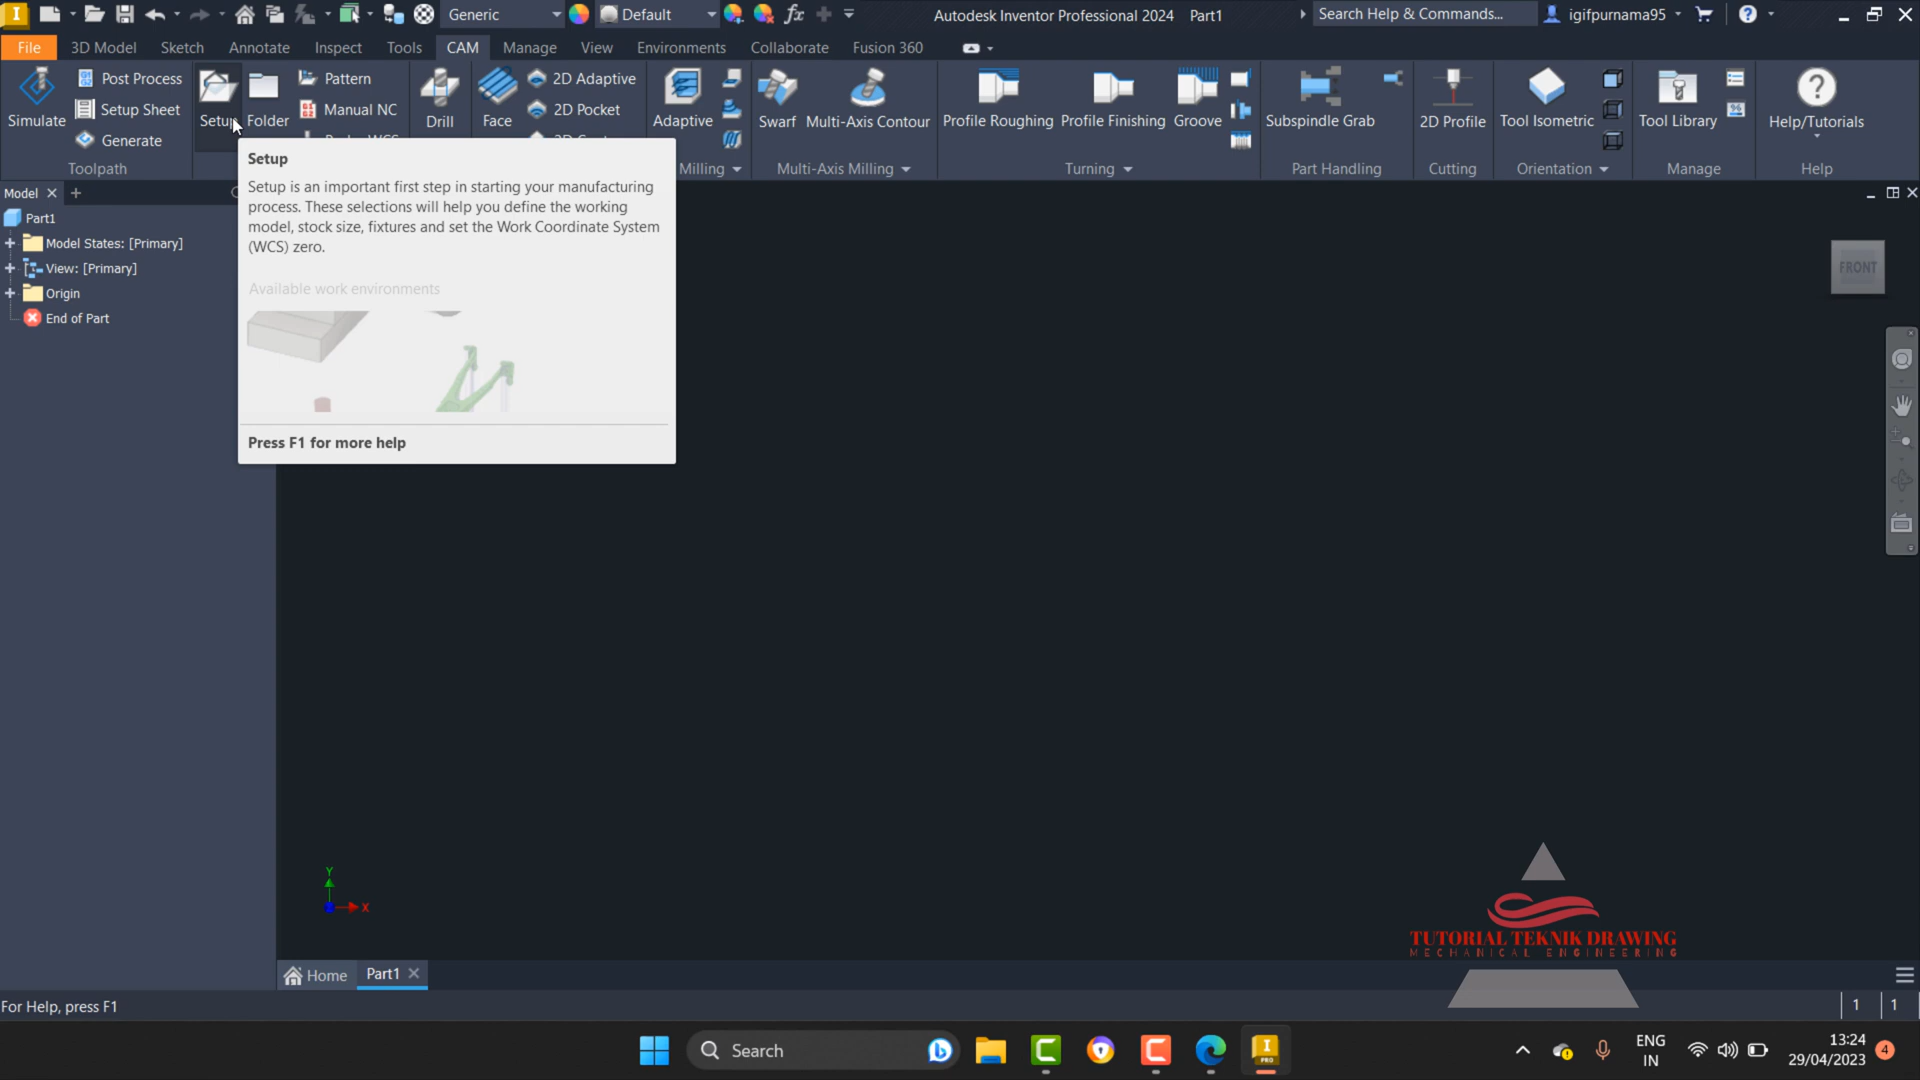 Generic
Default
Autodesk Inventor Professional 2024 Part1
Search Help & Commands...
igifpurnama95
File
3D Model
Sketch
Annotate
Inspect
Tools
CAM
Manage
View
Environments
Collaborate
Fusion 360
Simulate
Post Process
Setup Sheet
Generate
Setup
Folder
Pattern
Manual NC
Drill
Face
2D Adaptive
2D Pocket
Adaptive
Swarf
Multi-Axis Contour
Profile Roughing
Profile Finishing
Groove
Subspindle Grab
2D Profile
Tool Isometric
Tool Library
Help/Tutorials
Toolpath
Milling
Multi-Axis Milling
Turning
Part Handling
Cutting
Orientation
Manage
Help
Model
Part1
Model States: [Primary]
View: [Primary]
Origin
End of Part
Setup
Setup is an important first step in starting your manufacturing
process. These selections will help you define the working
model, stock size, fixtures and set the Work Coordinate System
(WCS) zero.
Available work environments
Press F1 for more help
FRONT
Y
X
TUTORIAL TEKNIK DRAWING
MECHANICAL ENGINEERING
Home
Part1
For Help, press F1
1
1
Search
ENG
IN
13:24
29/04/2023
4